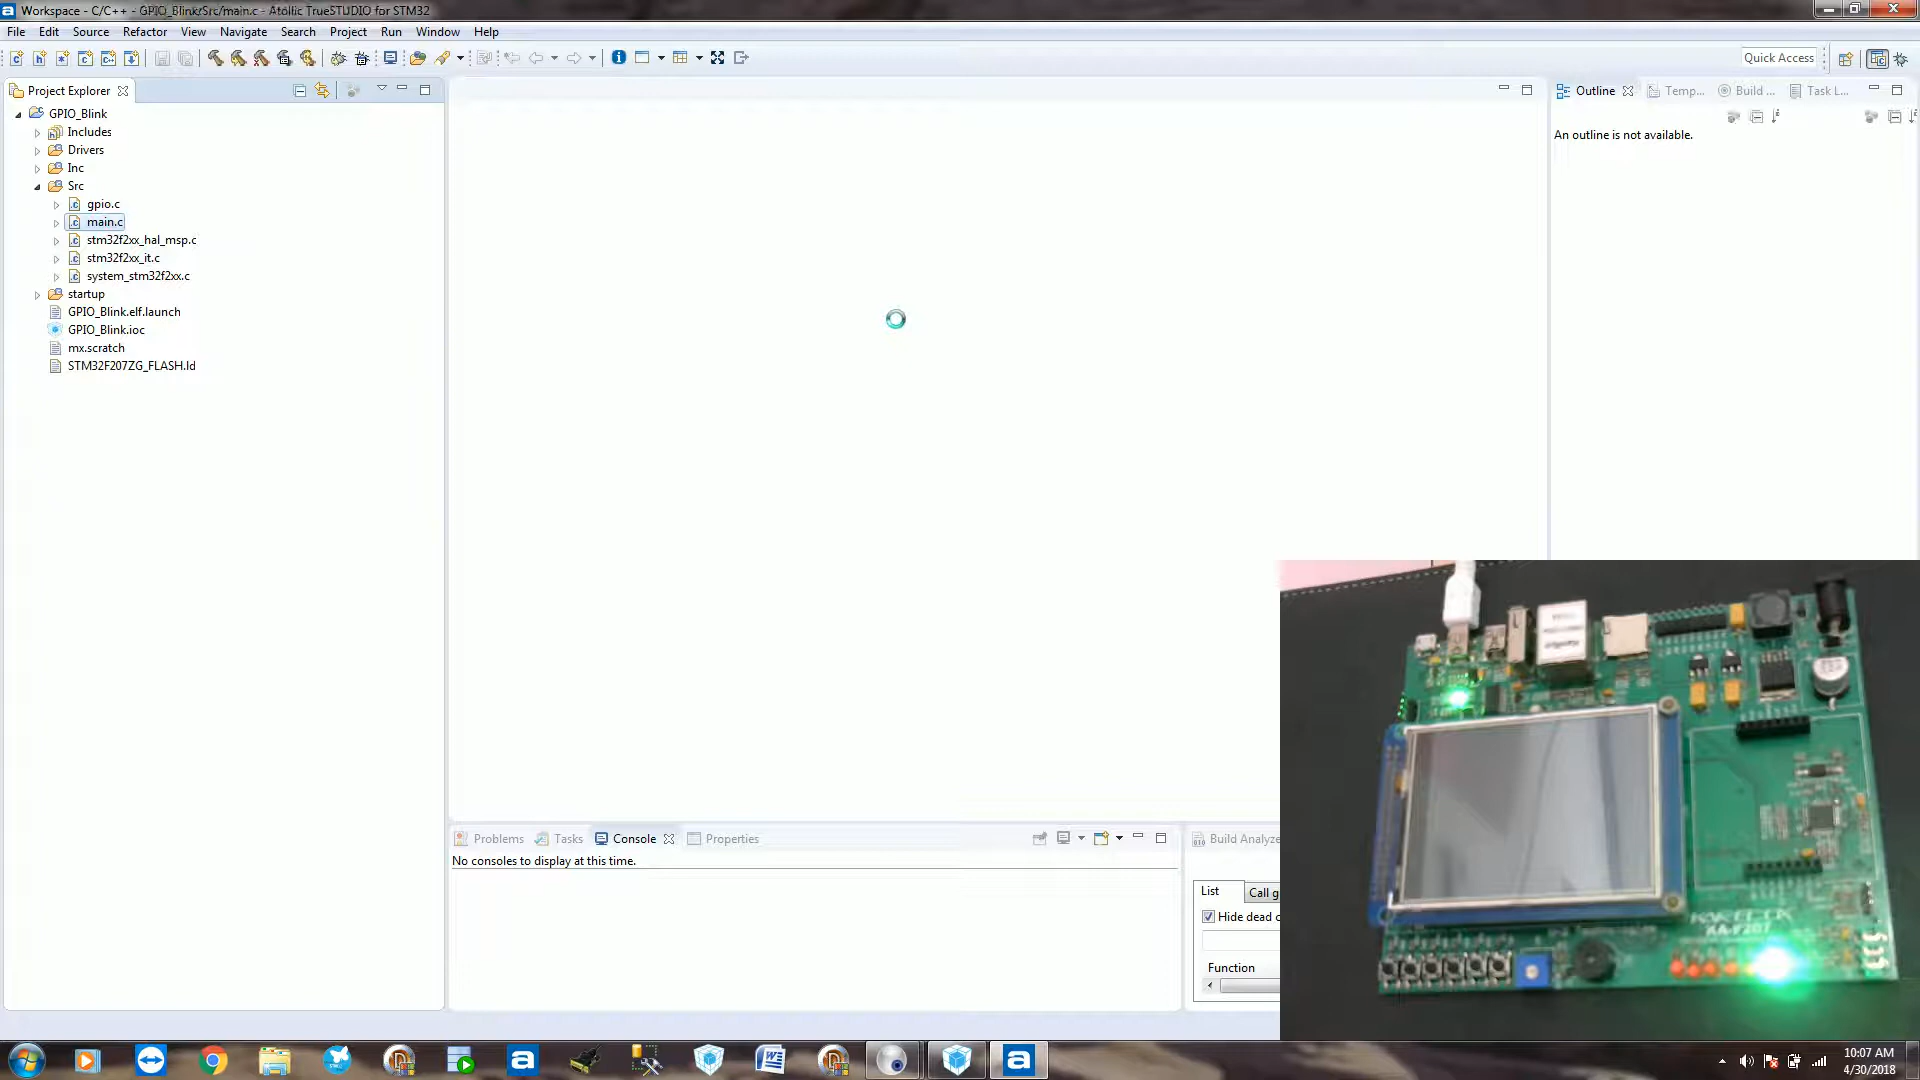 Workspace - C/C++ - GPIO_Blink/Src/main.c - Atollic TrueSTUDIO for STM32
File Edit Source Refactor View Navigate Search Project Run Window Help
Quick Access
Project Explorer
GPIO_Blink
Includes
Drivers
Inc
Src
gpio.c
main.c
stm32f2xx_hal_msp.c
stm32f2xx_it.c
system_stm32f2xx.c
startup
GPIO_Blink.elf.launch
GPIO_Blink.ioc
mx.scratch
STM32F207ZG_FLASH.ld
Outline Temp... Build ... Task L...
An outline is not available.
Problems Tasks Console Properties
No consoles to display at this time.
Build Analyze
List Call g
Hide dead c
Function
10:07 AM
4/30/2018